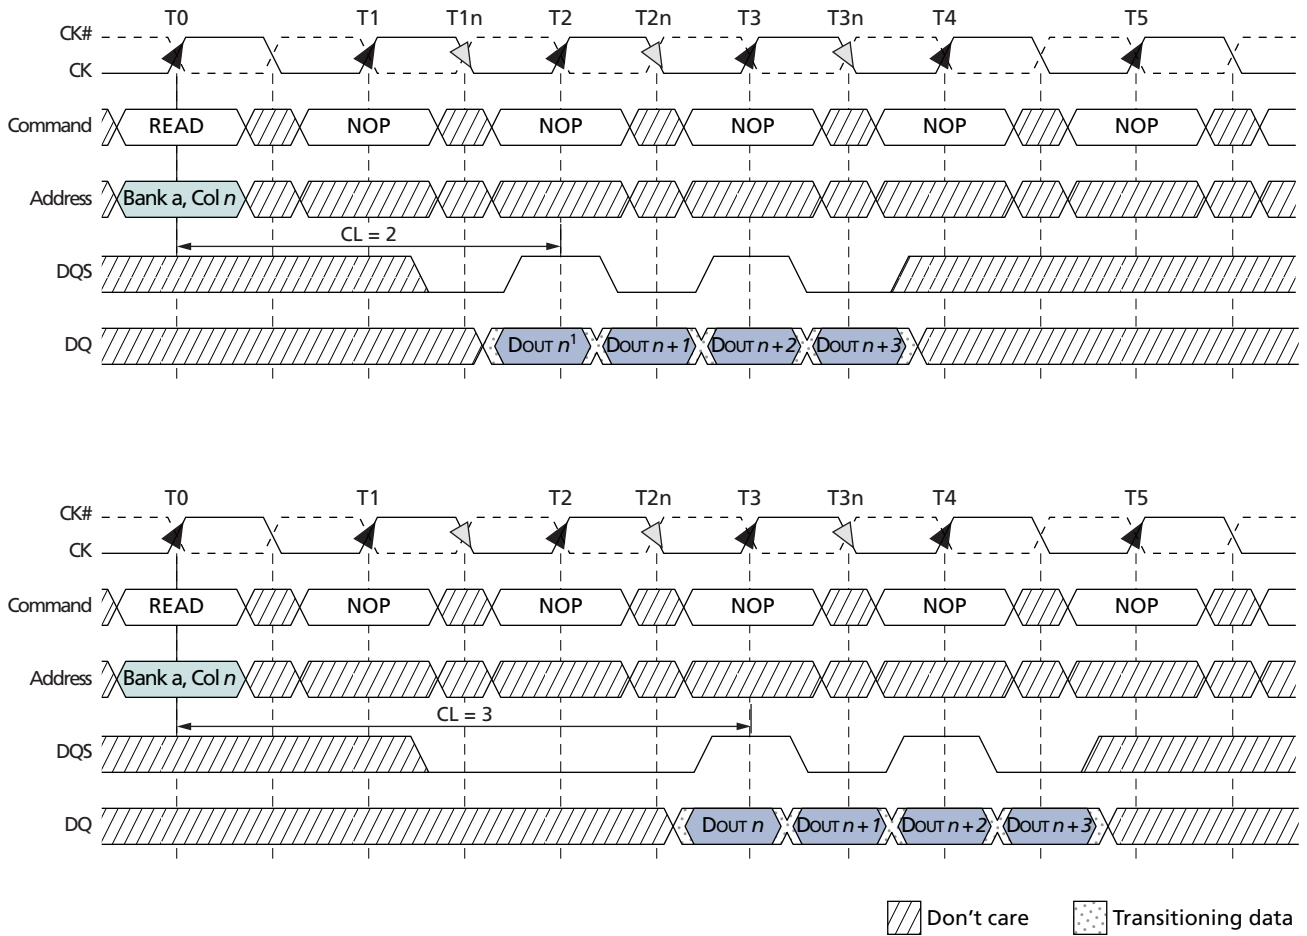 T0 T1 T1n T2 T2n T3 T3n T4 T5
CK#
CK
Command READ NOP NOP NOP NOP NOP
Address Bank a, Col n
CL = 2
DQS
DQ DOUT n¹ DOUT n + 1 DOUT n + 2 DOUT n + 3
T0 T1 T2 T2n T3 T3n T4 T5
CK#
CK
Command READ NOP NOP NOP NOP NOP
Address Bank a, Col n
CL = 3
DQS
DQ DOUT n DOUT n + 1 DOUT n + 2 DOUT n + 3
Don't care Transitioning data